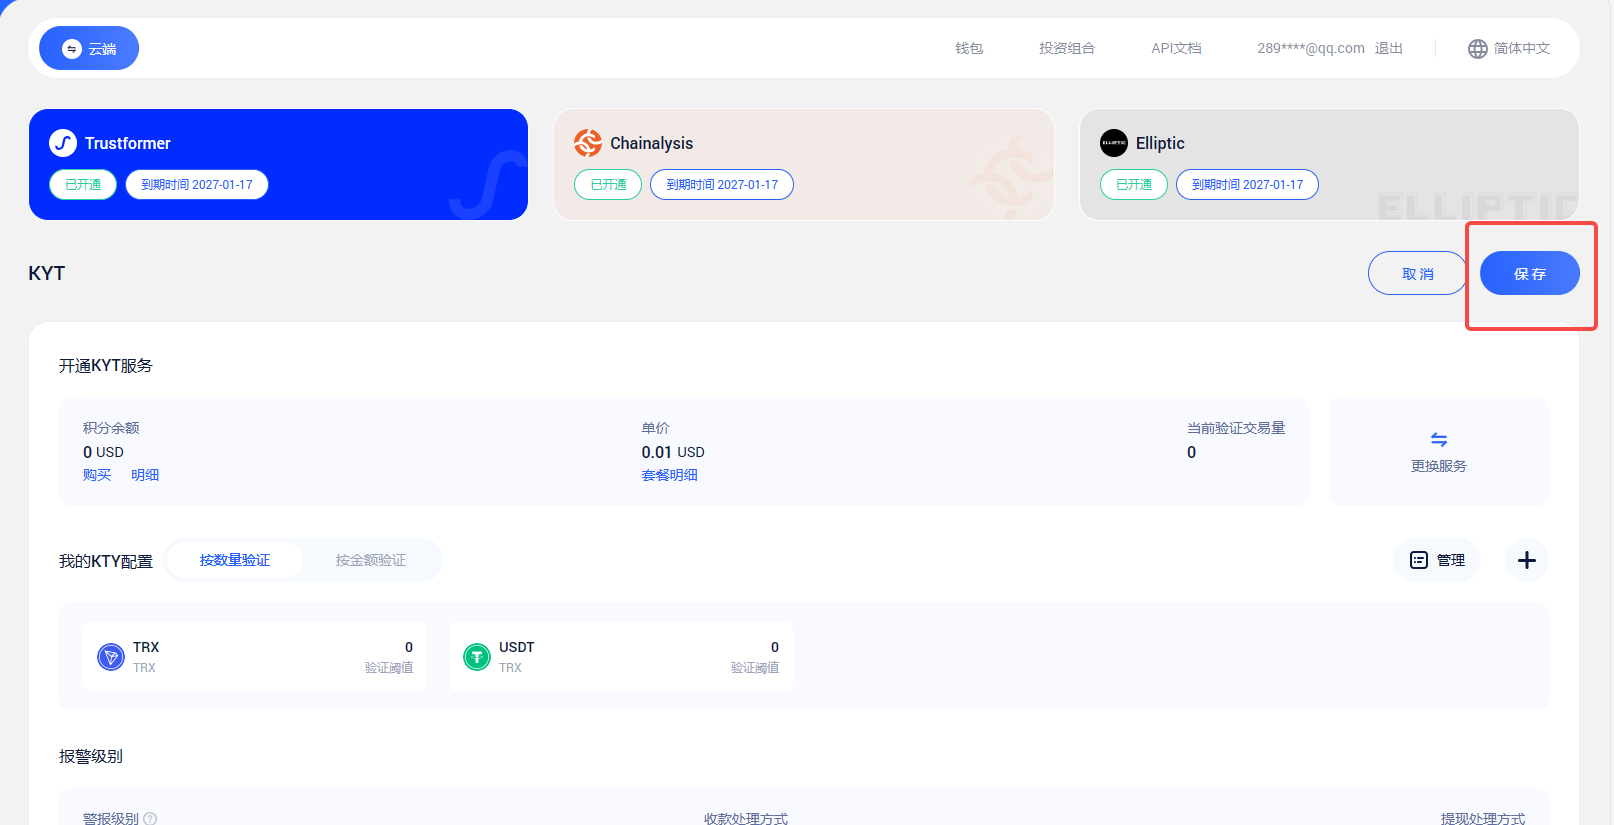 云端
钱包 投资组合 API文档 289****@qq.com 退出 简体中文
Trustformer
已开通 到期时间 2027-01-17
Chainalysis
已开通 到期时间 2027-01-17
ELLIPTIC Elliptic
已开通 到期时间 2027-01-17
ELLIPTIC
KYT
取 消 保 存
开通KYT服务
积分余额 单价 当前验证交易量
0 USD 0.01 USD 0
购买 明细 套餐明细
更换服务
我的KTY配置 按数量验证 按金额验证 管理
TRX 0 USDT 0
TRX 验证阈值 TRX 验证阈值
报警级别
警报级别 ? 收款处理方式 提现处理方式